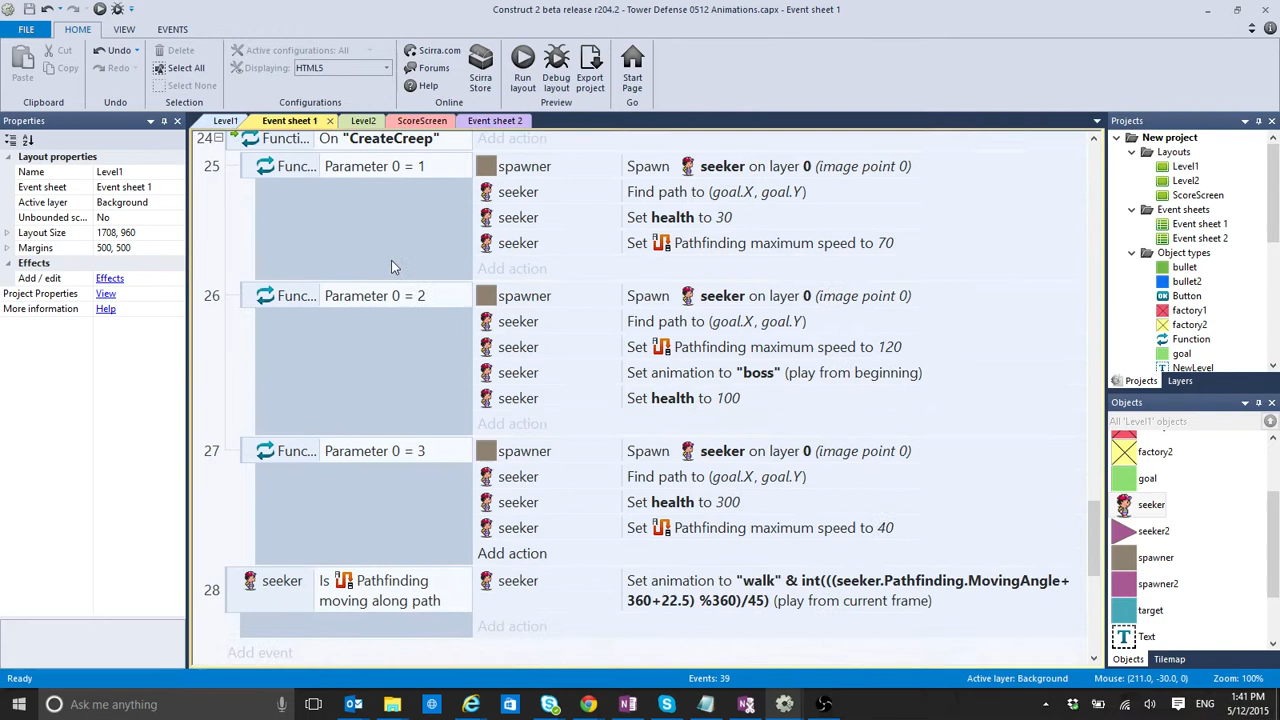 Construct 2 beta release r204.2 - Tower Defense 0512 Animations.capx - Event sheet 1
FILE HOME VIEW EVENTS
Paste Cut Copy Clipboard
Undo Redo Undo
Delete Select All Select None Selection
Active configurations: All
Displaying: HTML5
Configurations
Scirra.com Forums Help Scirra Store Online
Run layout Debug layout Export project Preview
Start Page Go
Properties
Layout properties
Name Level1
Event sheet Event sheet 1
Active layer Background
Unbounded sc... No
Layout Size 1708, 960
Margins 500, 500
Effects
Add / edit Effects
Project Properties View
More information Help
Level1 Event sheet 1 Level2 ScoreScreen Event sheet 2
24 Functi... On "CreateCreep" Add action
25 Func... Parameter 0 = 1 spawner Spawn seeker on layer 0 (image point 0)
seeker Find path to (goal.X, goal.Y)
seeker Set health to 30
seeker Set Pathfinding maximum speed to 70
Add action
26 Func... Parameter 0 = 2 spawner Spawn seeker on layer 0 (image point 0)
seeker Find path to (goal.X, goal.Y)
seeker Set Pathfinding maximum speed to 120
seeker Set animation to "boss" (play from beginning)
seeker Set health to 100
Add action
27 Func... Parameter 0 = 3 spawner Spawn seeker on layer 0 (image point 0)
seeker Find path to (goal.X, goal.Y)
seeker Set health to 300
seeker Set Pathfinding maximum speed to 40
Add action
28 seeker Is Pathfinding moving along path seeker Set animation to "walk" & int(((seeker.Pathfinding.MovingAngle+
360+22.5) %360)/45) (play from current frame)
Add action
Add event
Projects
New project
Layouts
Level1
Level2
ScoreScreen
Event sheets
Event sheet 1
Event sheet 2
Object types
bullet
bullet2
Button
factory1
factory2
Function
goal
NewLevel
Projects Layers
Objects
All 'Level1' objects
factory2
goal
seeker
seeker2
spawner
spawner2
target
Text
Objects Tilemap
Ready Events: 39 Active layer: Background Mouse: (211.0, -30.0, 0) Zoom: 100%
Ask me anything
ENG 1:41 PM
5/12/2015